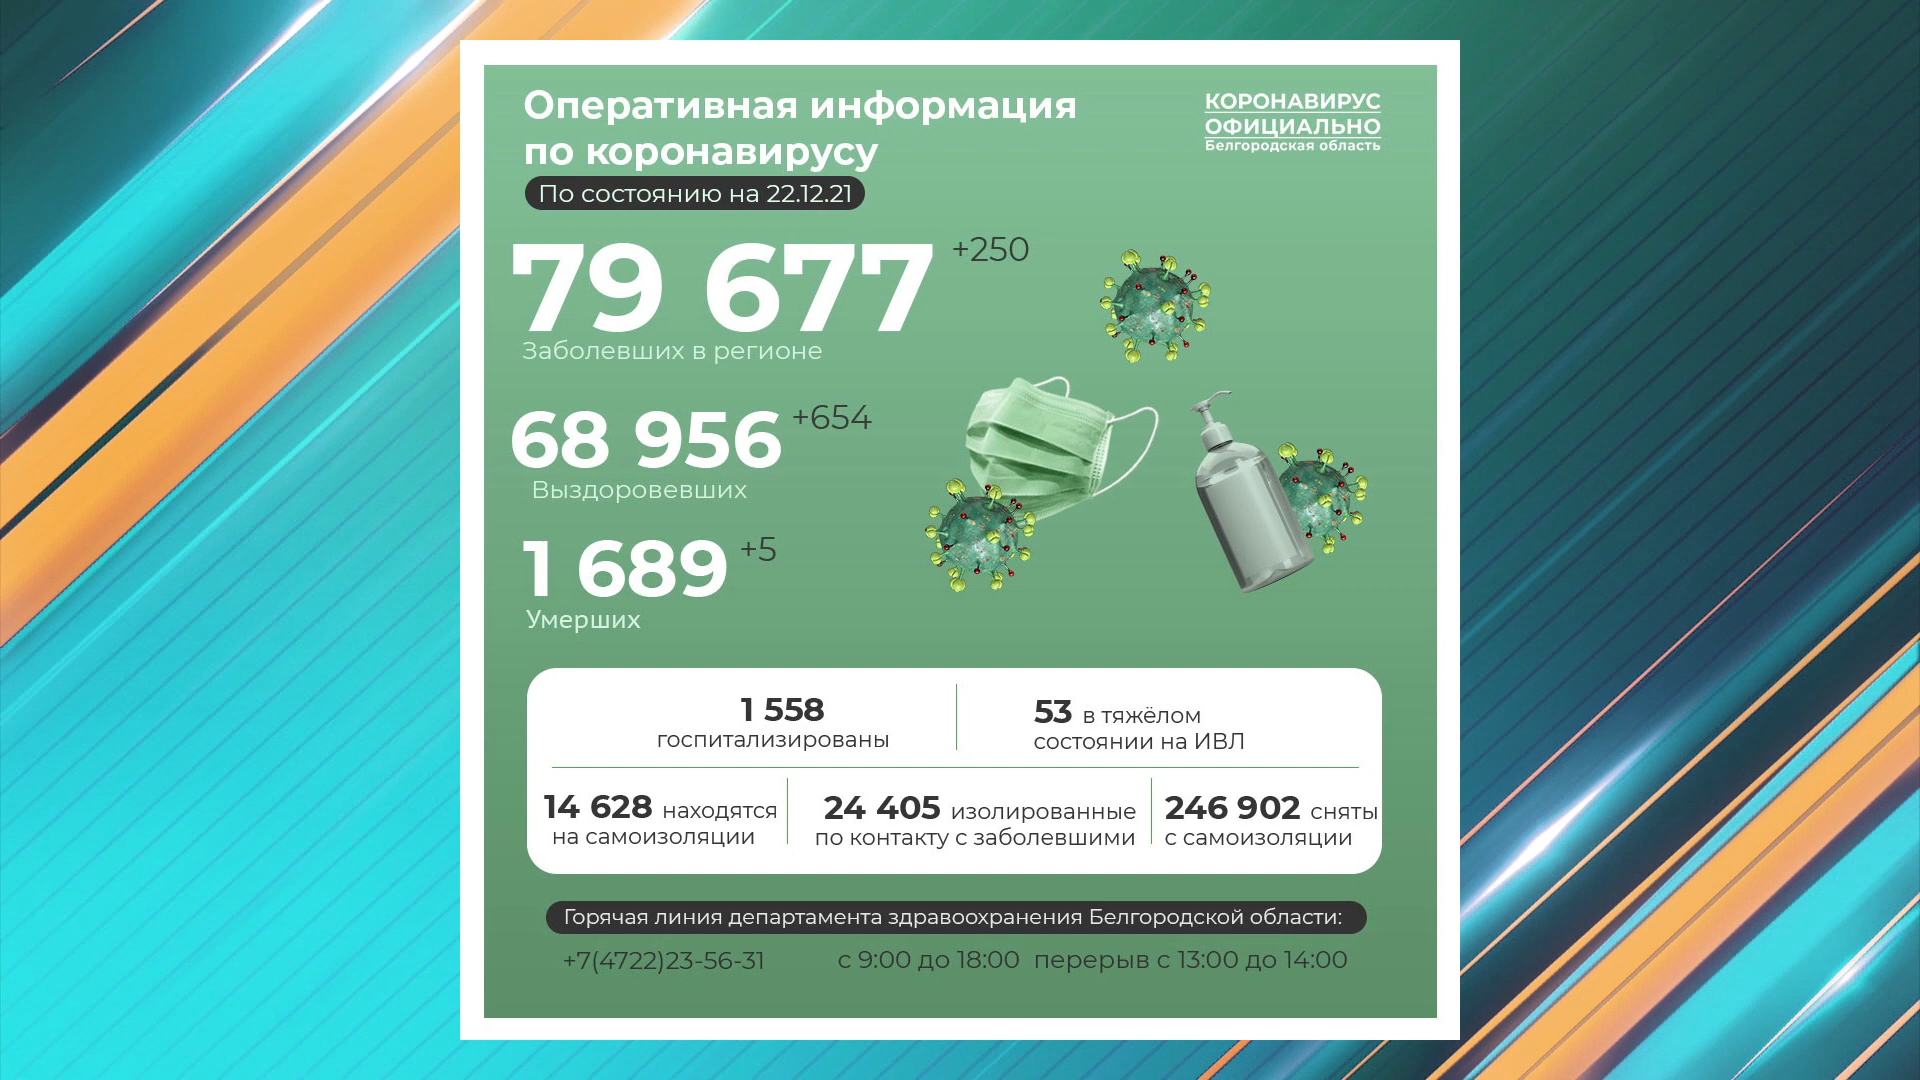 Оперативная информация
по коронавирусу
По состоянию на 22.12.21
КОРОНАВИРУС
ОФИЦИАЛЬНО
Белгородская область
79 677 +250
Заболевших в регионе
68 956 +654
Выздоровевших
1 689 +5
Умерших
1 558
госпитализированы
53 в тяжёлом
состоянии на ИВЛ
14 628 находятся
на самоизоляции
24 405 изолированные
по контакту с заболевшими
246 902 сняты
с самоизоляции
Горячая линия департамента здравоохранения Белгородской области:
+7(4722)23-56-31 с 9:00 до 18:00 перерыв с 13:00 до 14:00